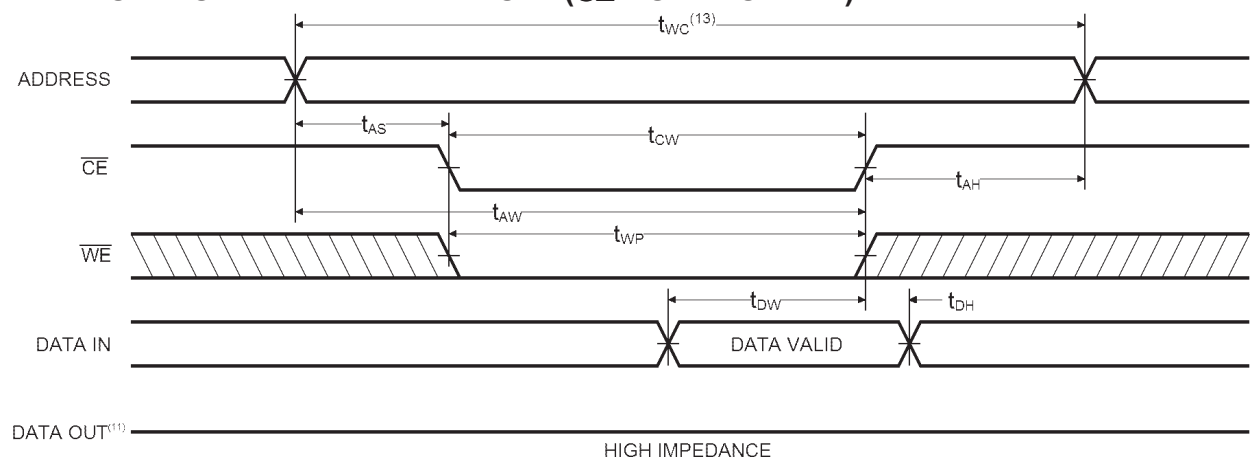 tWC(13)
ADDRESS
tAS
tCW
CE
tAH
tAW
tWP
WE
tDW
tDH
DATA IN
DATA VALID
DATA OUT(11)
HIGH IMPEDANCE